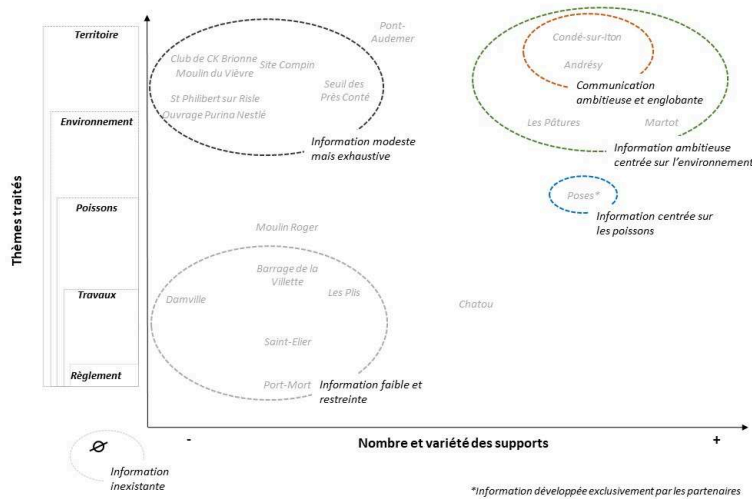 Thèmes traités
Territoire
Environnement
Poissons
Travaux
Règlement
Pont-
Audemer
Club de CK Brionne
Moulin du Vièvre
Site Compin
Seuil des
Près Conté
St Philibert sur Risle
Ouvrage Purina Nestlé
Information modeste
mais exhaustive
Condé-sur-Iton
Andrésy
Communication
ambitieuse et englobante
Les Pâtures
Martot
Information ambitieuse
centrée sur l'environnement
Poses*
Information centrée sur
les poissons
Moulin Roger
Barrage de la
Villette
Damville
Les Plis
Chatou
Saint-Elier
Port-Mort
Information faible et
restreinte
-
Nombre et variété des supports
+
Ø
Information
inexistante
*Information développée exclusivement par les partenaires